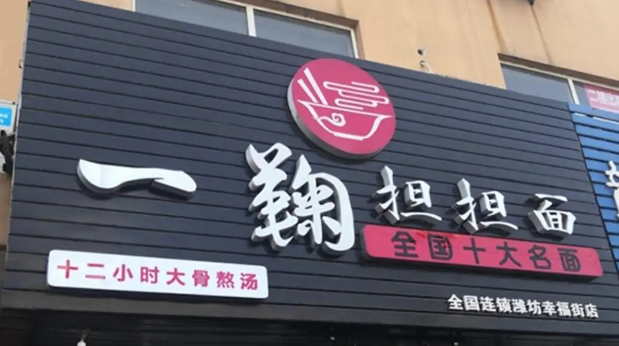 一鞠担担面
全国十大名面
十二小时大骨熬汤
全国连锁潍坊幸福街店